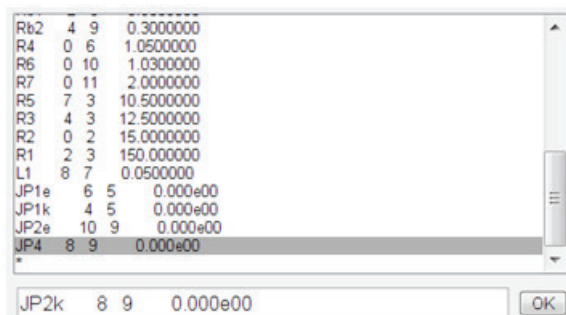 Rb2 4 9 0.3000000
R4 0 6 1.0500000
R6 0 10 1.0300000
R7 0 11 2.0000000
R5 7 3 10.5000000
R3 4 3 12.5000000
R2 0 2 15.0000000
R1 2 3 150.000000
L1 8 7 0.0500000
JP1e 6 5 0.000e00
JP1k 4 5 0.000e00
JP2e 10 9 0.000e00
JP4 8 9 0.000e00
*
JP2k 8 9 0.000e00 OK